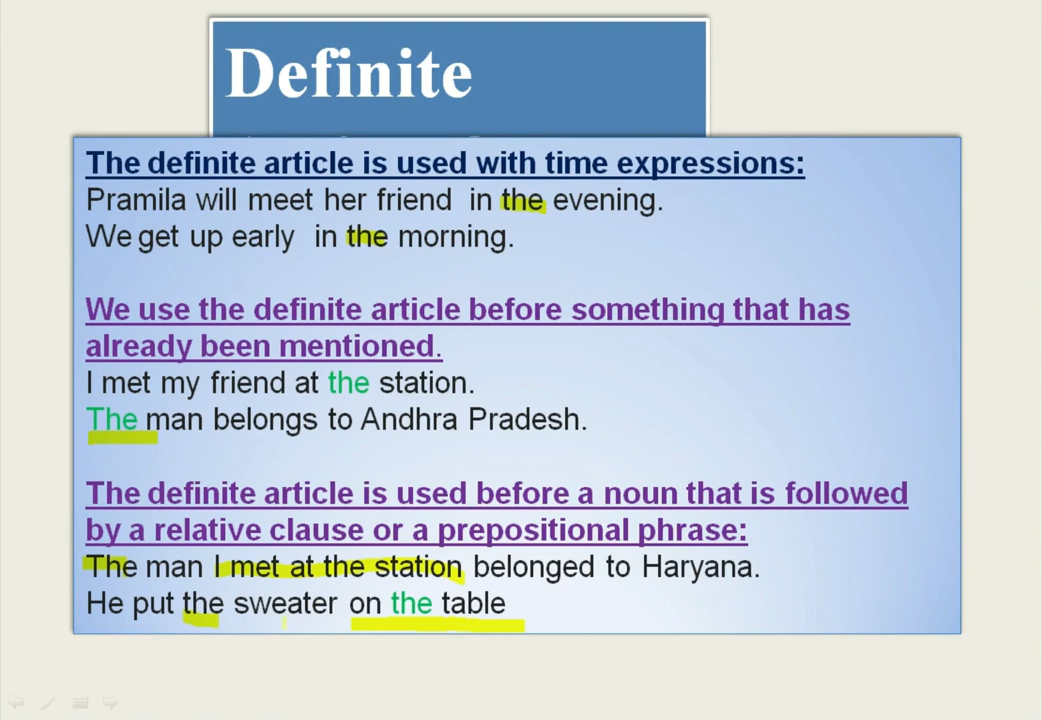 Definite
The definite article is used with time expressions:
Pramila will meet her friend in the evening.
We get up early in the morning.
We use the definite article before something that has
already been mentioned.
I met my friend at the station.
The man belongs to Andhra Pradesh.
The definite article is used before a noun that is followed
by a relative clause or a prepositional phrase:
The man I met at the station belonged to Haryana.
He put the sweater on the table